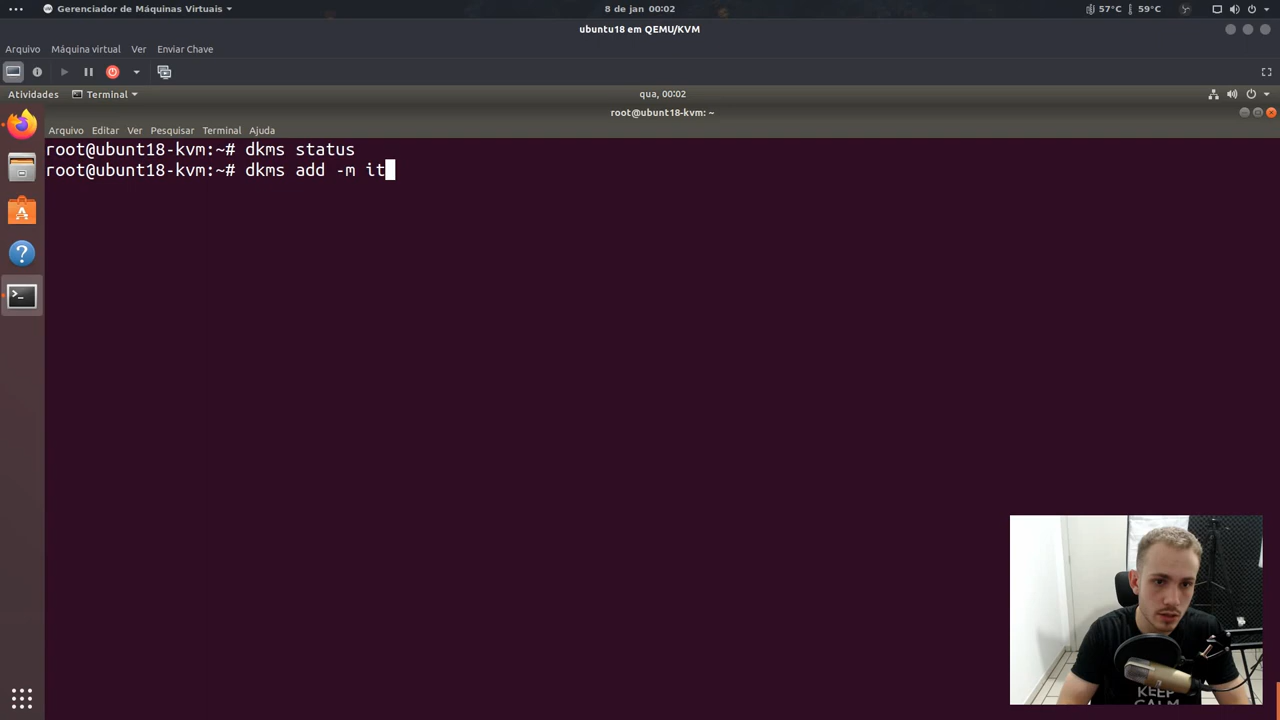 Gerenciador de Máquinas Virtuais
8 de jan 00:02
57°C
59°C
ubuntu18 em QEMU/KVM
Arquivo Máquina virtual Ver Enviar Chave
Atividades
Terminal
qua, 00:02
root@ubunt18-kvm: ~
Arquivo Editar Ver Pesquisar Terminal Ajuda
root@ubunt18-kvm:~# dkms status
root@ubunt18-kvm:~# dkms add -m it
KEEP
CALM